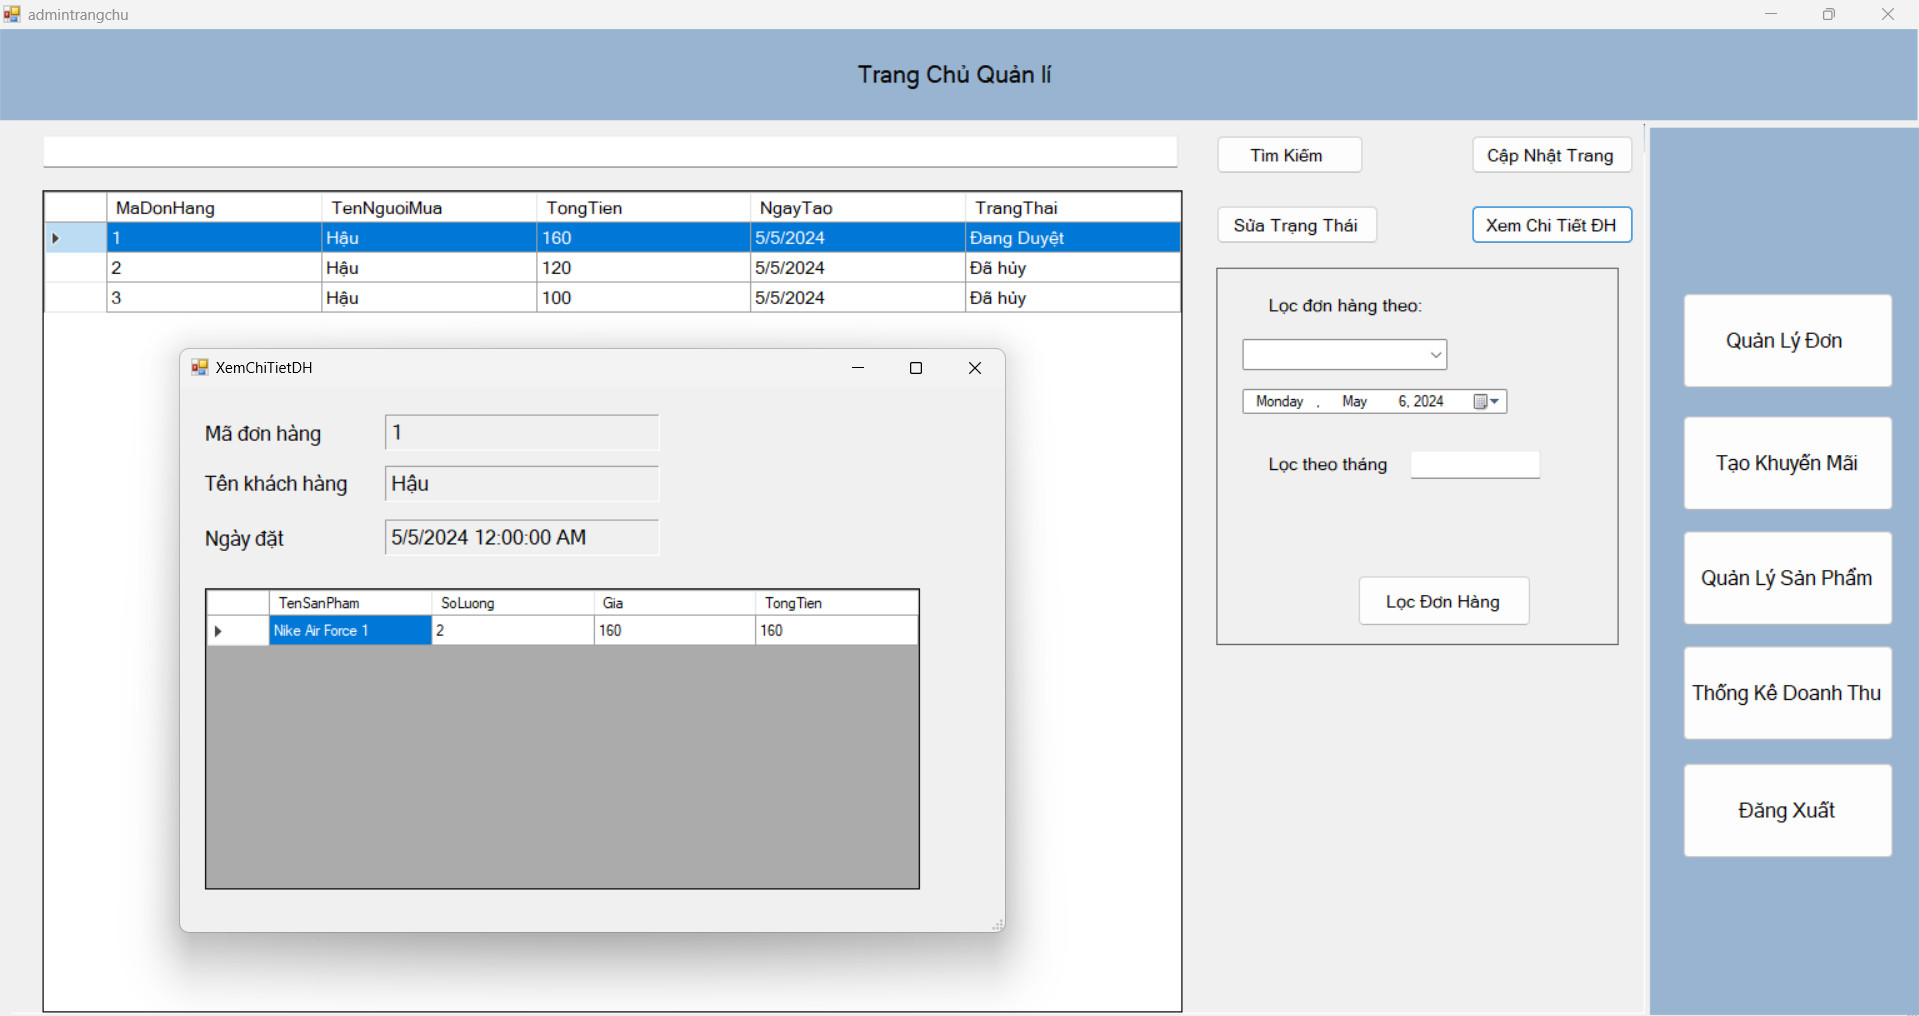 admintrangchu
Trang Chủ Quản lí
Tìm Kiếm
Cập Nhật Trang
MaDonHang TenNguoiMua TongTien NgayTao TrangThai
1 Hậu 160 5/5/2024 Đang Duyệt
2 Hậu 120 5/5/2024 Đã hủy
3 Hậu 100 5/5/2024 Đã hủy
Sửa Trạng Thái
Xem Chi Tiết ĐH
Lọc đơn hàng theo:
Monday , May 6, 2024
Lọc theo tháng
Lọc Đơn Hàng
XemChiTietDH
Mã đơn hàng 1
Tên khách hàng Hậu
Ngày đặt 5/5/2024 12:00:00 AM
TenSanPham SoLuong Gia TongTien
Nike Air Force 1 2 160 160
Quản Lý Đơn
Tạo Khuyến Mãi
Quản Lý Sản Phẩm
Thống Kê Doanh Thu
Đăng Xuất